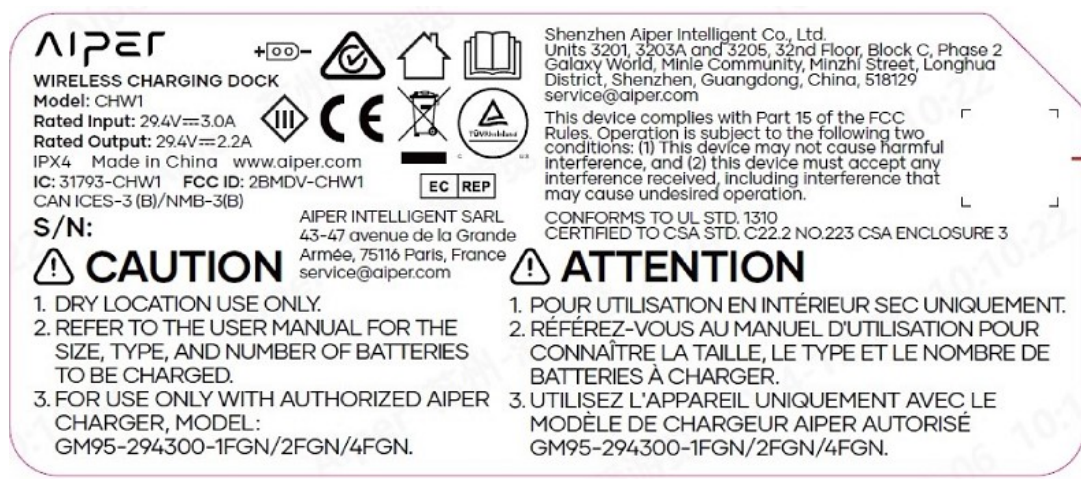 AIPER
WIRELESS CHARGING DOCK
Model: CHW1
Rated Input: 29.4V⎓3.0A
Rated Output: 29.4V⎓2.2A
IPX4 Made in China www.aiper.com
IC: 31793-CHW1 FCC ID: 2BMDV-CHW1
CAN ICES-3 (B)/NMB-3(B)
S/N:
III
CE
TÜVRheinland
C US
EC REP
AIPER INTELLIGENT SARL
43-47 avenue de la Grande
Armée, 75116 Paris, France
service@aiper.com
Shenzhen Aiper Intelligent Co., Ltd.
Units 3201, 3203A and 3205, 32nd Floor, Block C, Phase 2
Galaxy World, Minle Community, Minzhi Street, Longhua
District, Shenzhen, Guangdong, China, 518129
service@aiper.com
This device complies with Part 15 of the FCC
Rules. Operation is subject to the following two
conditions: (1) This device may not cause harmful
interference, and (2) this device must accept any
interference received, including interference that
may cause undesired operation.
CONFORMS TO UL STD. 1310
CERTIFIED TO CSA STD. C22.2 NO.223 CSA ENCLOSURE 3
CAUTION
1. DRY LOCATION USE ONLY.
2. REFER TO THE USER MANUAL FOR THE
SIZE, TYPE, AND NUMBER OF BATTERIES
TO BE CHARGED.
3. FOR USE ONLY WITH AUTHORIZED AIPER
CHARGER, MODEL:
GM95-294300-1FGN/2FGN/4FGN.
ATTENTION
1. POUR UTILISATION EN INTÉRIEUR SEC UNIQUEMENT.
2. RÉFÉREZ-VOUS AU MANUEL D'UTILISATION POUR
CONNAÎTRE LA TAILLE, LE TYPE ET LE NOMBRE DE
BATTERIES À CHARGER.
3. UTILISEZ L'APPAREIL UNIQUEMENT AVEC LE
MODÈLE DE CHARGEUR AIPER AUTORISÉ
GM95-294300-1FGN/2FGN/4FGN.